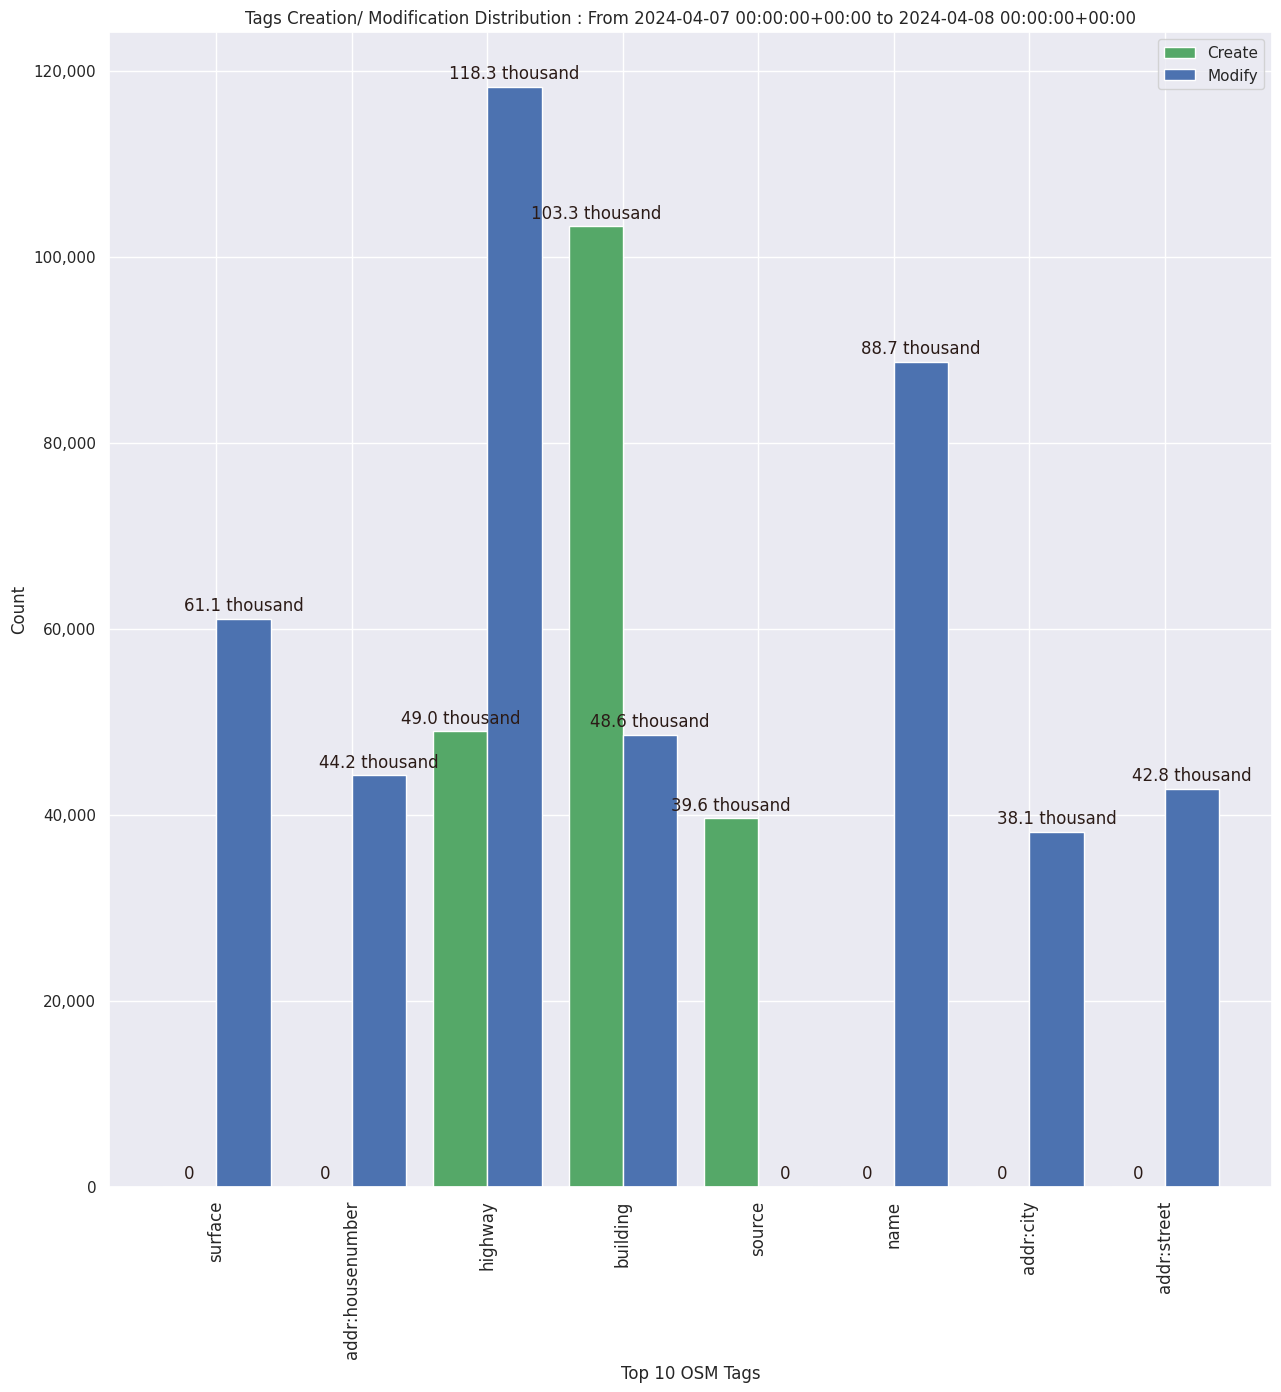 Tags Creation/ Modification Distribution : From 2024-04-07 00:00:00+00:00 to 2024-04-08 00:00:00+00:00
Create
Modify
120,000
100,000
80,000
60,000
40,000
20,000
0
Count
118.3 thousand
103.3 thousand
88.7 thousand
61.1 thousand
49.0 thousand
48.6 thousand
44.2 thousand
39.6 thousand
42.8 thousand
38.1 thousand
0
0
0
0
0
0
surface
addr:housenumber
highway
building
source
name
addr:city
addr:street
Top 10 OSM Tags